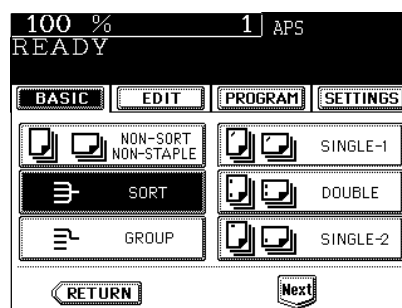 100 % 1 APS
READY
BASIC EDIT PROGRAM SETTINGS
NON-SORT
NON-STAPLE
SINGLE-1
SORT
DOUBLE
GROUP
SINGLE-2
RETURN Next